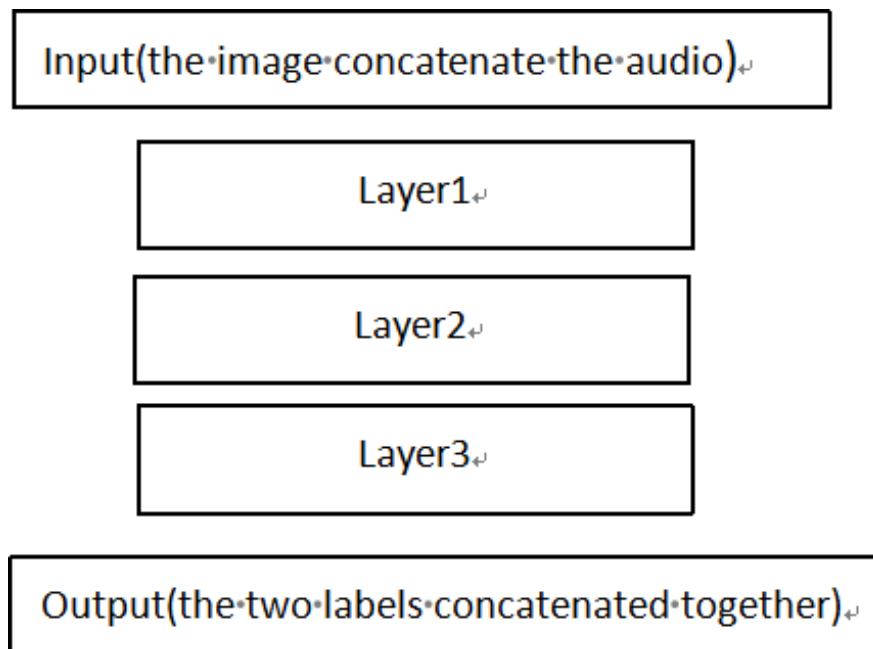 Input(the image concatenate the audio)
Layer1
Layer2
Layer3
Output(the two labels concatenated together)